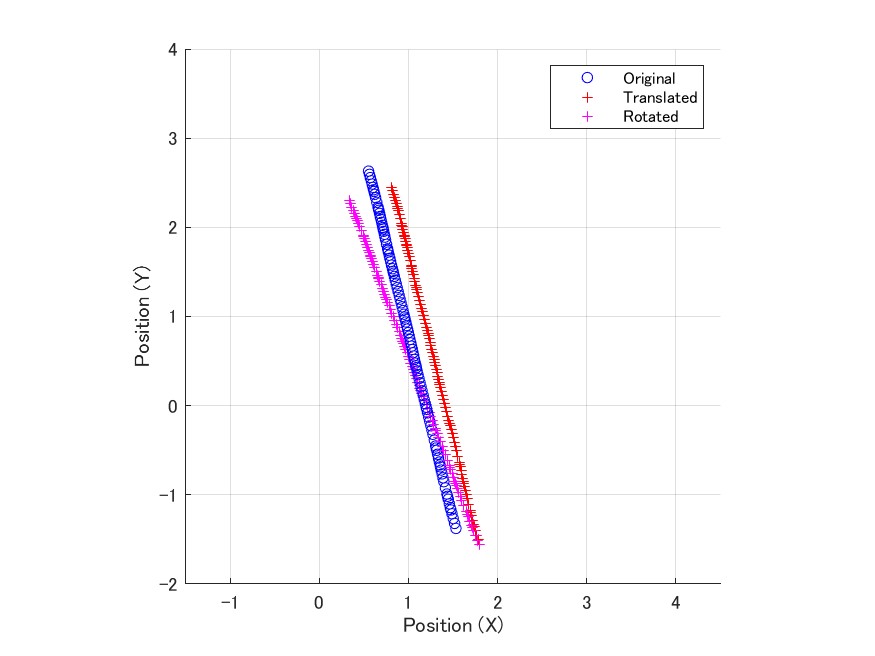 Original
Translated
Rotated
4
3
2
1
0
−1
−2
Position (Y)
−1
0
1
2
3
4
Position (X)